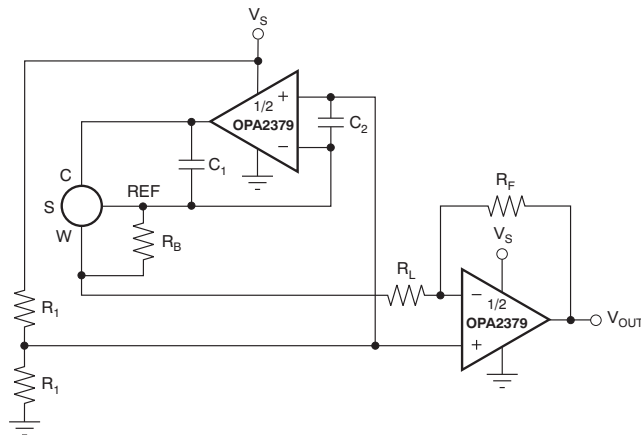 V_S
+
1/2
OPA2379
−
C_2
C_1
C
REF
S
W
R_B
R_F
V_S
R_L
R_1
−
1/2
OPA2379
+
V_OUT
R_1